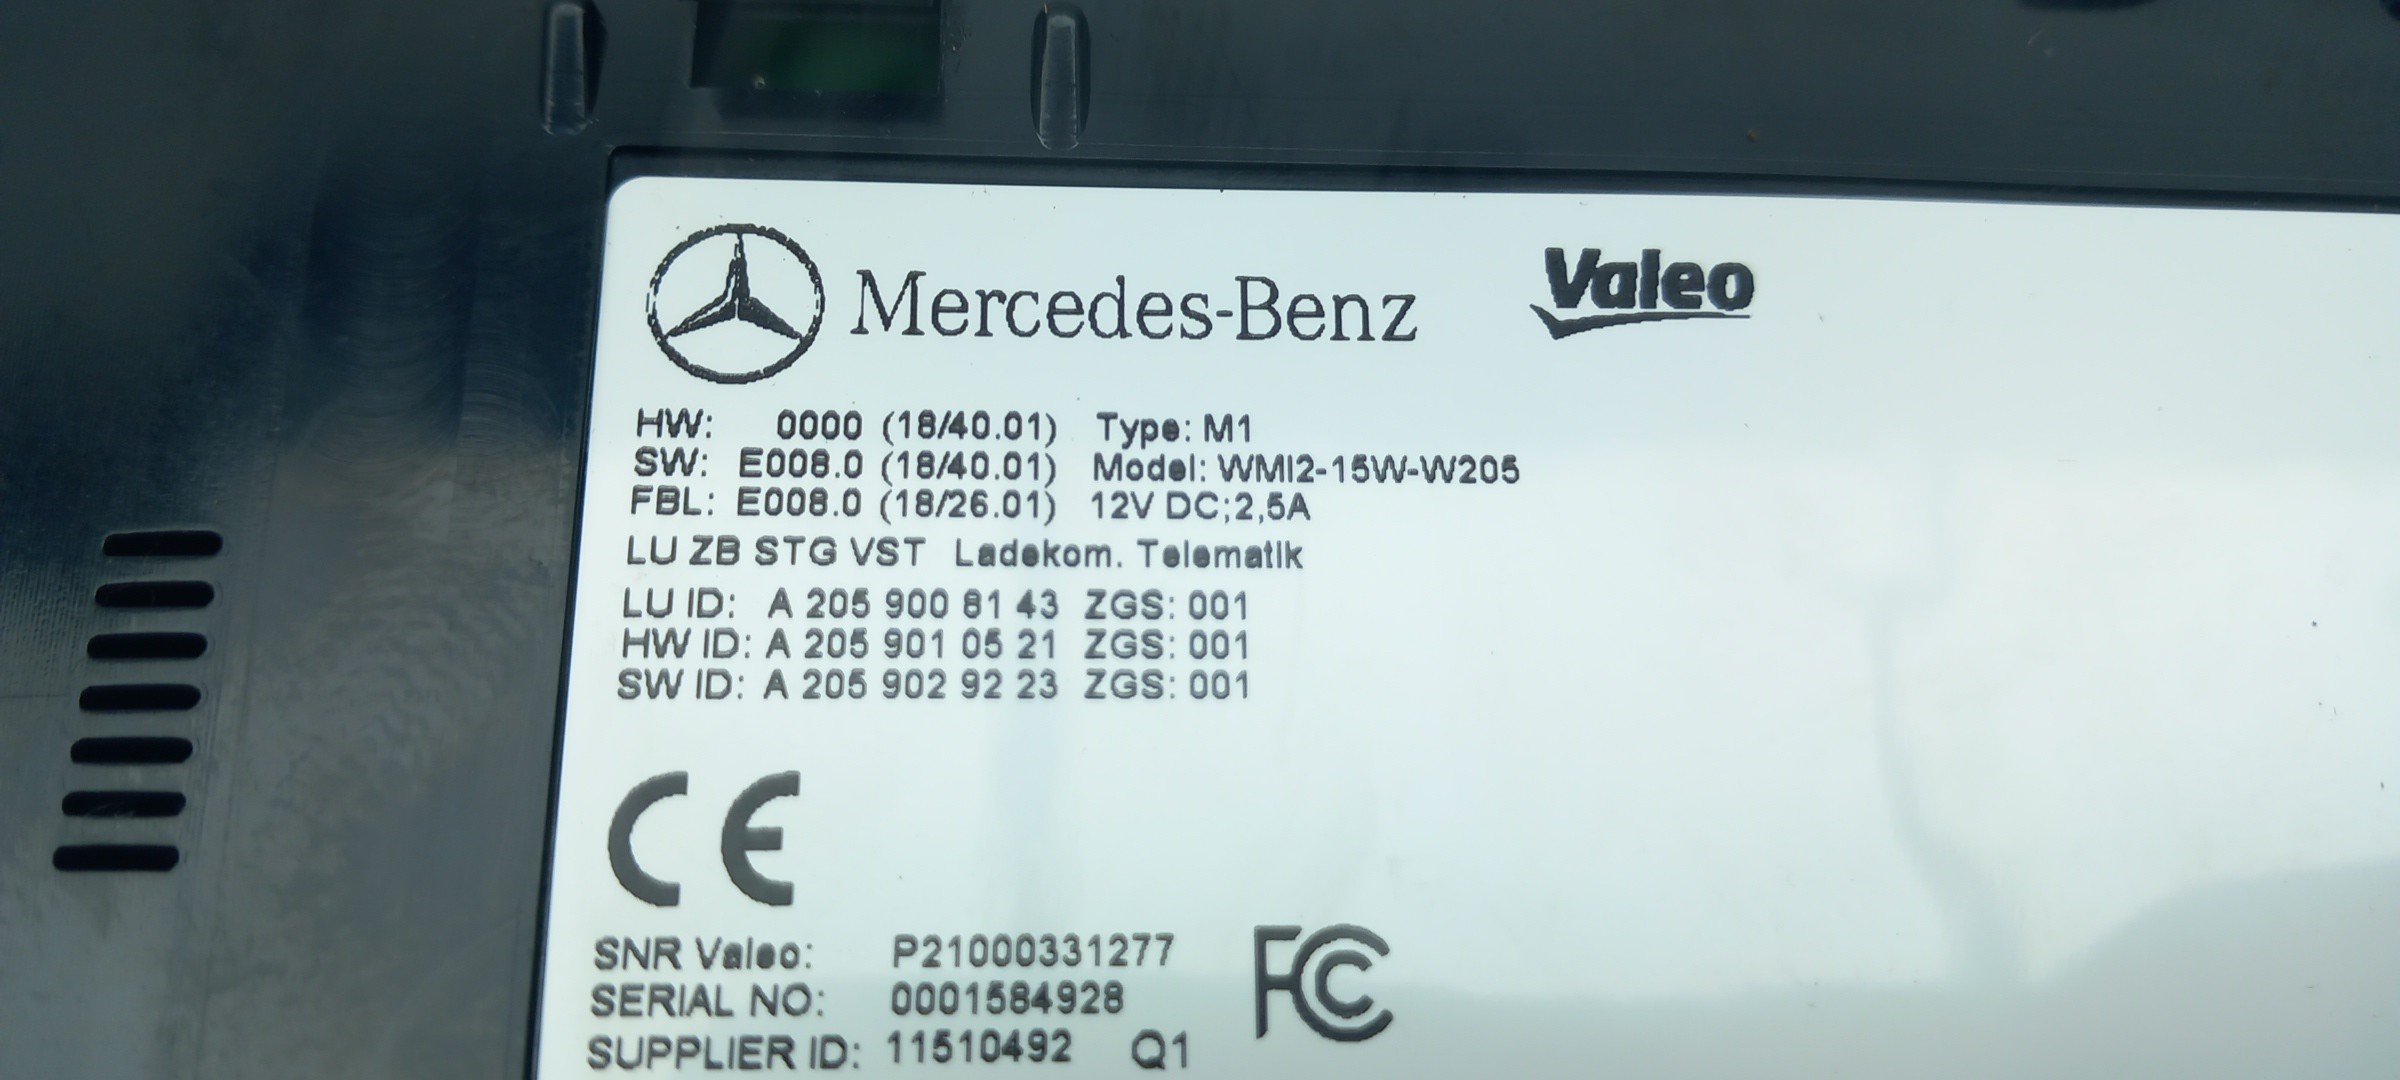 Mercedes-Benz Valeo
HW: 0000 (18/40.01) Type: M1
SW: E008.0 (18/40.01) Model: WMI2-15W-W205
FBL: E008.0 (18/26.01) 12V DC;2,5A
LU ZB STG VST Ladekom. Telematik
LU ID: A 205 900 81 43 ZGS: 001
HW ID: A 205 901 05 21 ZGS: 001
SW ID: A 205 902 92 23 ZGS: 001
CE
SNR Valeo: P21000331277
SERIAL NO: 0001584928
SUPPLIER ID: 11510492 Q1
FC